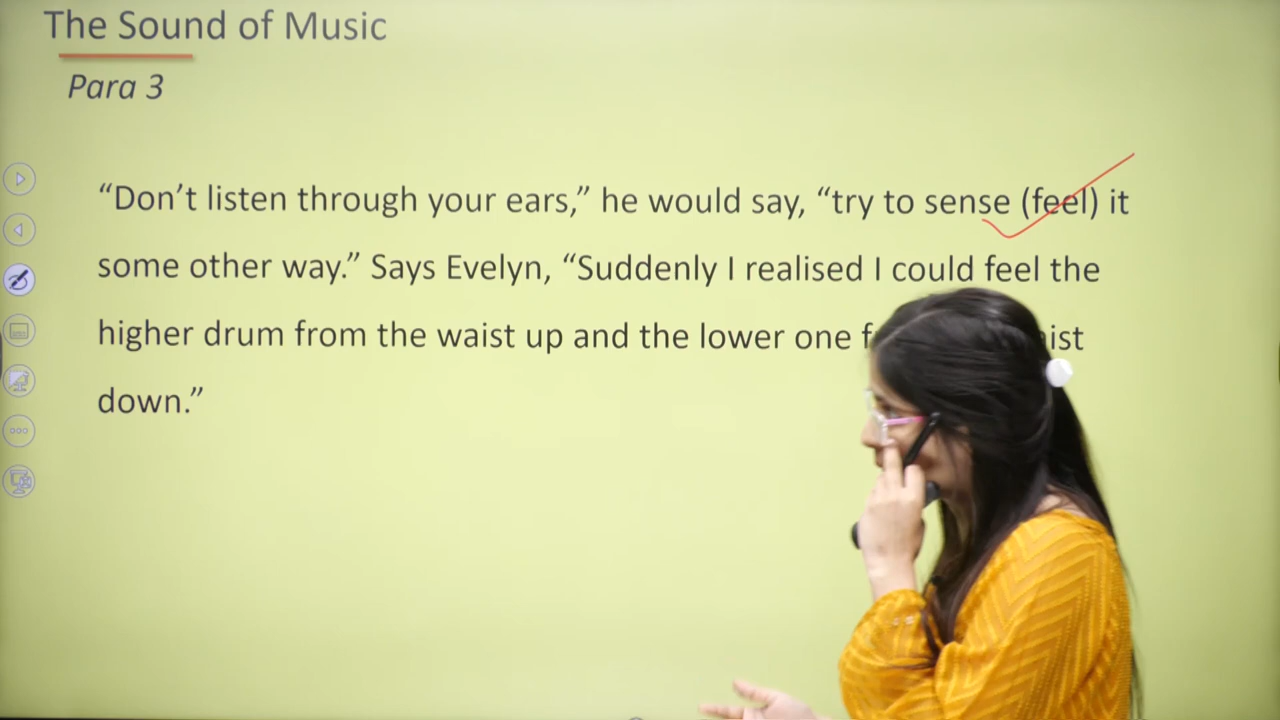 The Sound of Music
Para 3
“Don’t listen through your ears,” he would say, “try to sense (feel) it
some other way.” Says Evelyn, “Suddenly I realised I could feel the
higher drum from the waist up and the lower one
down.”